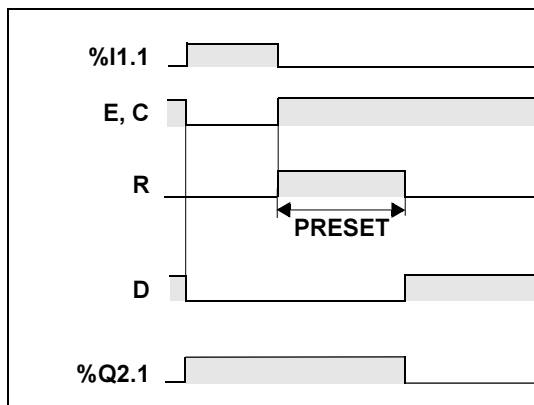 %I1.1
E, C
R
PRESET
D
%Q2.1